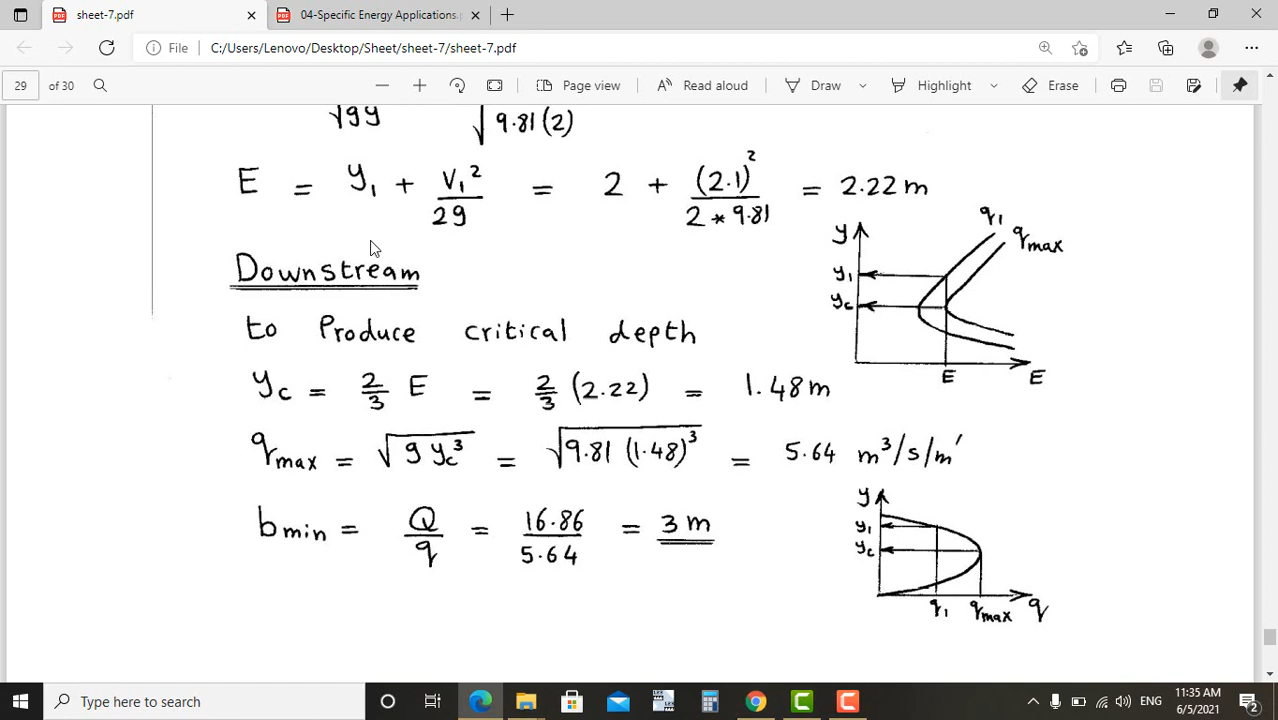 sheet-7.pdf
04-Specific Energy Applications.
File C:/Users/Lenovo/Desktop/Sheet/sheet-7/sheet-7.pdf
29 of 30 Page view Read aloud Draw Highlight Erase
√gy √9.81(2)
E = y₁ + V₁²/2g = 2 + (2.1)²/2*9.81 = 2.22 m
y q₁ qmax
y₁
yc
E E
Downstream
to Produce critical depth
yc = 2/3 E = 2/3 (2.22) = 1.48 m
qmax = √g yc³ = √9.81 (1.48)³ = 5.64 m³/s/m'
bmin = Q/q = 16.86/5.64 = 3 m
y
y₁
yc
q₁ qmax q
Type here to search
ENG
11:35 AM
6/5/2021
2